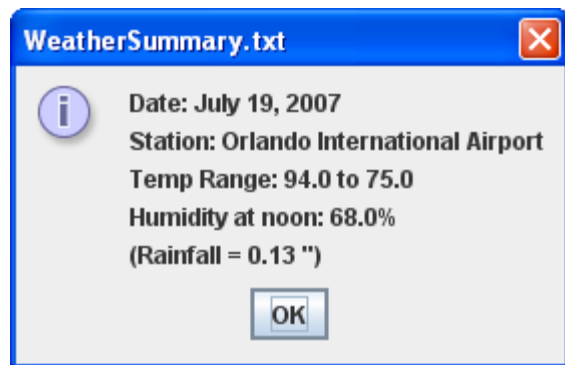 WeatherSummary.txt
Date: July 19, 2007
Station: Orlando International Airport
Temp Range: 94.0 to 75.0
Humidity at noon: 68.0%
(Rainfall = 0.13 ")
OK